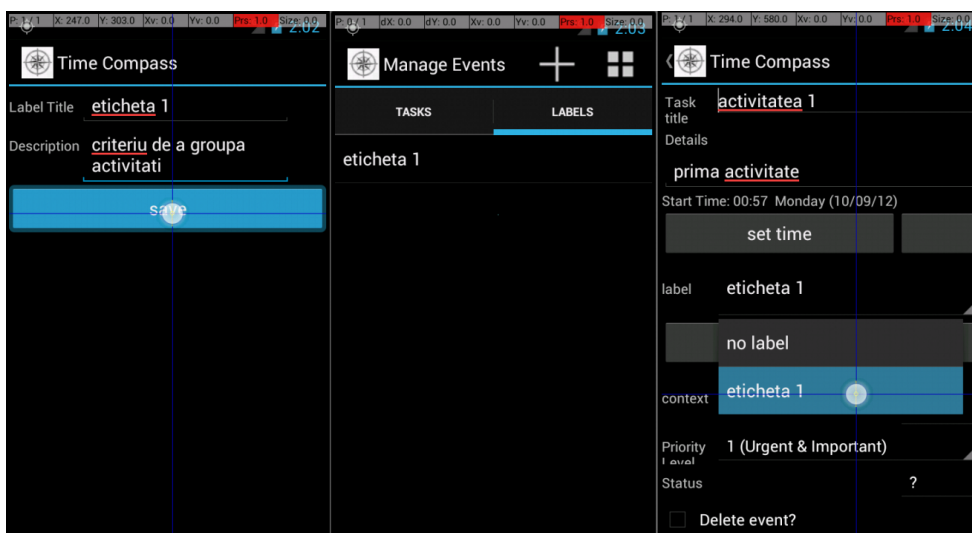 P: 1 / 1 X: 247.0 Y: 303.0 Xv: 0.0 Yv: 0.0 Prs: 1.0 Size: 0.0
2:02
Time Compass
Label Title eticheta 1
Description criteriu de a groupa
activitati
save
P: 0 / 1 dX: 0.0 dY: 0.0 Xv: 0.0 Yv: 0.0 Prs: 1.0 Size: 0.0
2:03
Manage Events
TASKS LABELS
eticheta 1
P: 1 / 1 X: 294.0 Y: 580.0 Xv: 0.0 Yv: 0.0 Prs: 1.0 Size: 0.0
2:04
Time Compass
Task title activitatea 1
Details
prima activitate
Start Time: 00:57 Monday (10/09/12)
set time
label eticheta 1
no label
context eticheta 1
Priority Level 1 (Urgent & Important)
Status ?
Delete event?